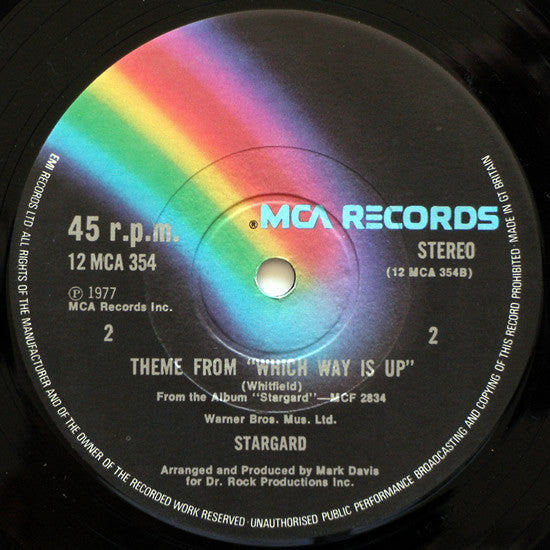 ® MCA RECORDS
45 r.p.m.
12 MCA 354
STEREO
(12 MCA 354B)
℗ 1977
MCA Records Inc.
2
2
THEME FROM "WHICH WAY IS UP"
(Whitfield)
From the Album "Stargard"—MCF 2834
Warner Bros. Mus. Ltd.
STARGARD
Arranged and Produced by Mark Davis
for Dr. Rock Productions Inc.
EMI RECORDS LTD ALL RIGHTS OF THE MANUFACTURER AND OF THE OWNER OF THE RECORDED WORK RESERVED · UNAUTHORISED PUBLIC PERFORMANCE BROADCASTING AND COPYING OF THIS RECORD PROHIBITED · MADE IN GT BRITAIN